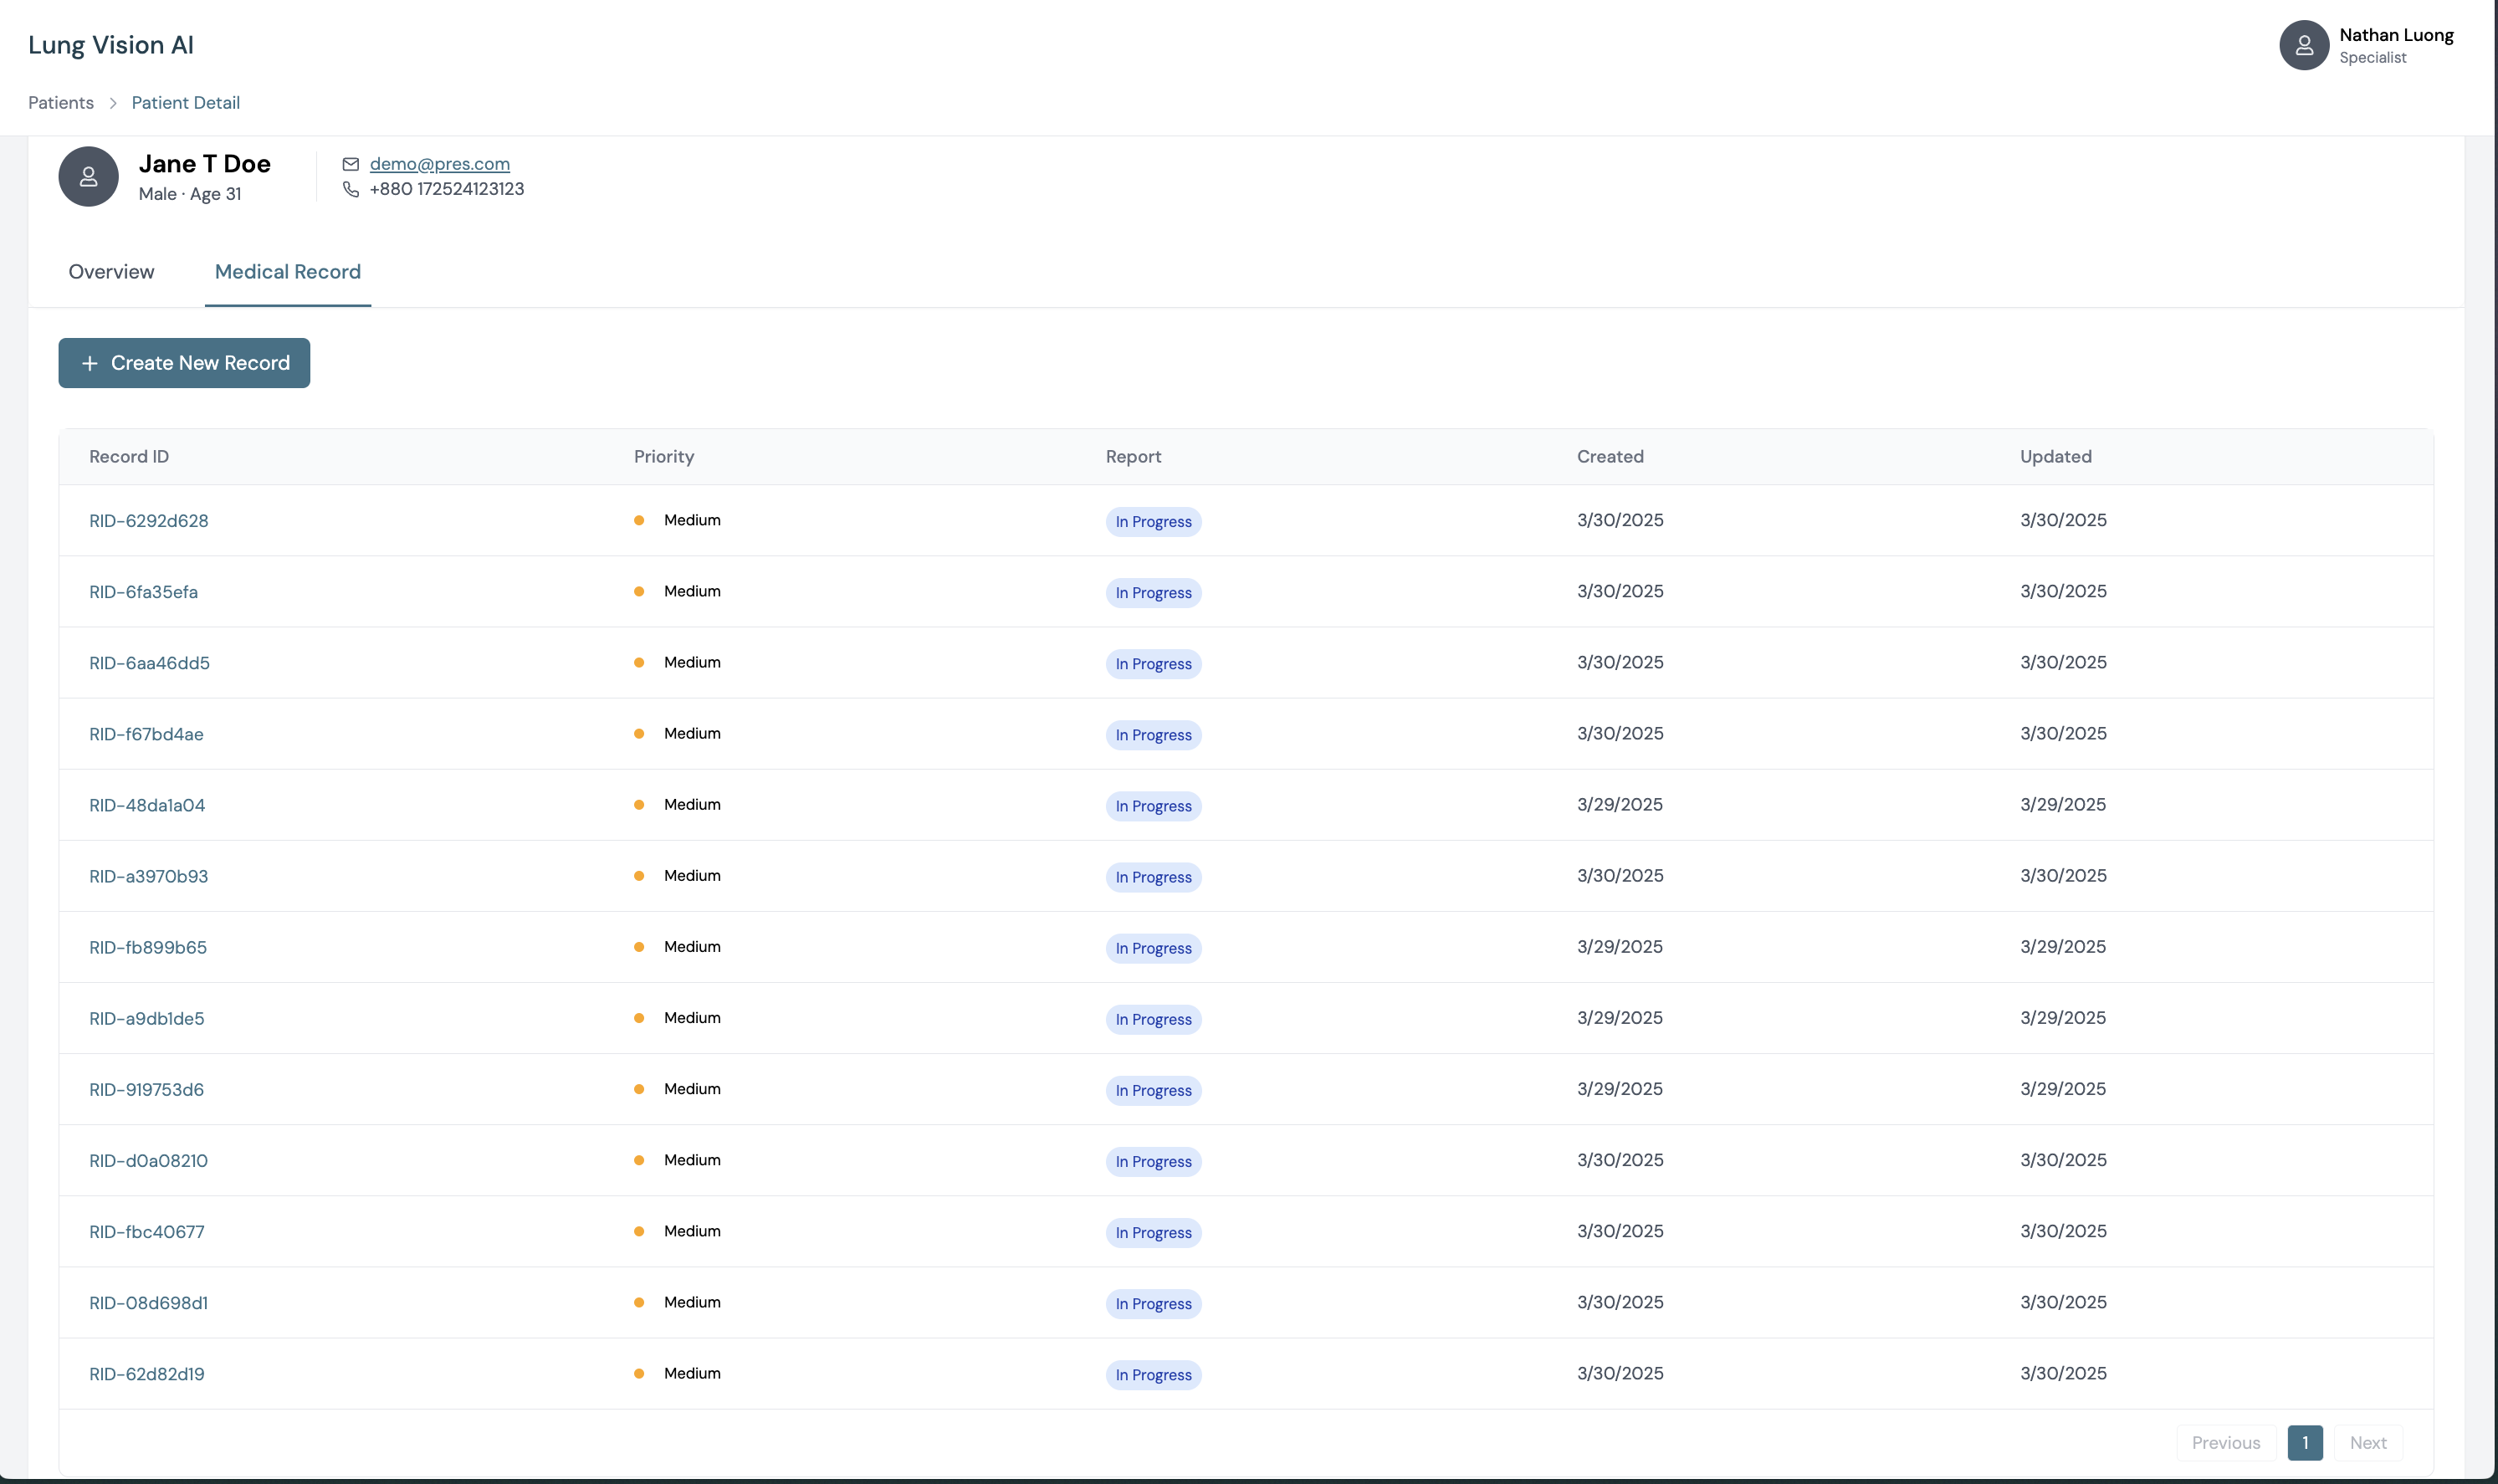 Lung Vision AI
Nathan Luong
Specialist
Patients > Patient Detail
Jane T Doe
Male · Age 31
demo@pres.com
+880 172524123123
Overview Medical Record
+ Create New Record
Record ID Priority Report Created Updated
RID-6292d628 Medium In Progress 3/30/2025 3/30/2025
RID-6fa35efa Medium In Progress 3/30/2025 3/30/2025
RID-6aa46dd5 Medium In Progress 3/30/2025 3/30/2025
RID-f67bd4ae Medium In Progress 3/30/2025 3/30/2025
RID-48da1a04 Medium In Progress 3/29/2025 3/29/2025
RID-a3970b93 Medium In Progress 3/30/2025 3/30/2025
RID-fb899b65 Medium In Progress 3/29/2025 3/29/2025
RID-a9db1de5 Medium In Progress 3/29/2025 3/29/2025
RID-919753d6 Medium In Progress 3/29/2025 3/29/2025
RID-d0a08210 Medium In Progress 3/30/2025 3/30/2025
RID-fbc40677 Medium In Progress 3/30/2025 3/30/2025
RID-08d698d1 Medium In Progress 3/30/2025 3/30/2025
RID-62d82d19 Medium In Progress 3/30/2025 3/30/2025
Previous 1 Next